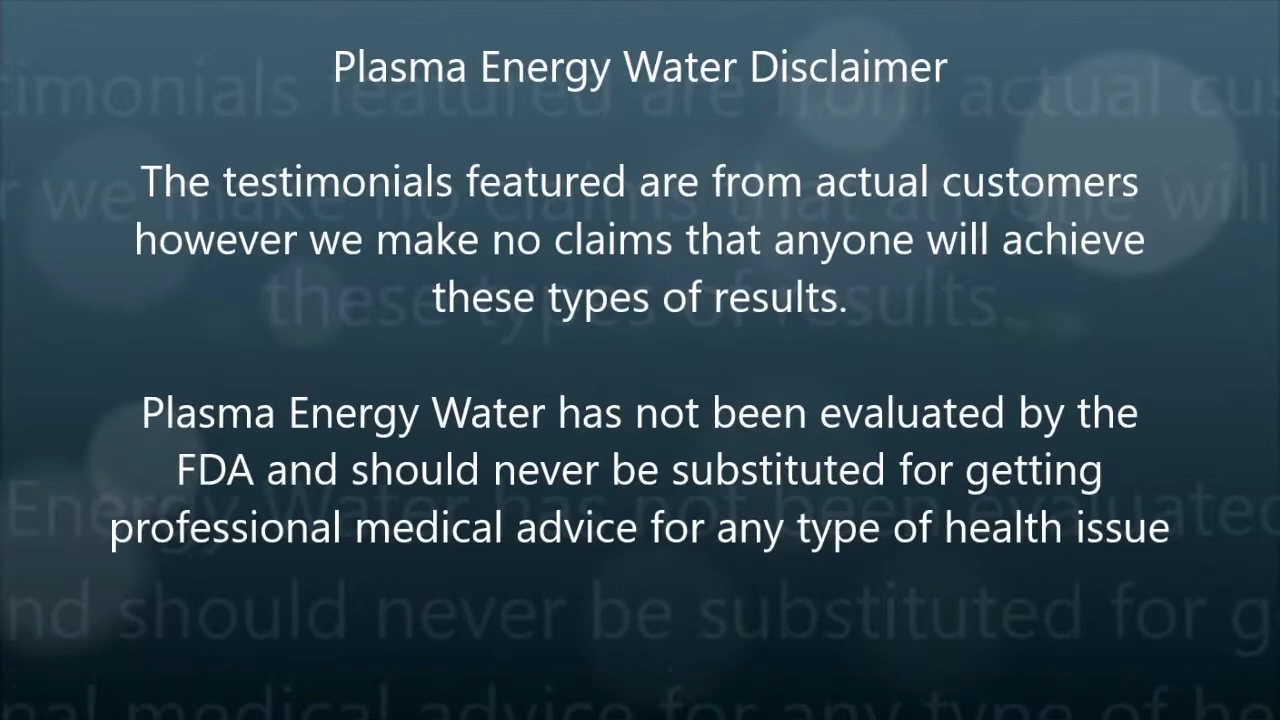 Plasma Energy Water Disclaimer
The testimonials featured are from actual customers
however we make no claims that anyone will achieve
these types of results.
Plasma Energy Water has not been evaluated by the
FDA and should never be substituted for getting
professional medical advice for any type of health issue